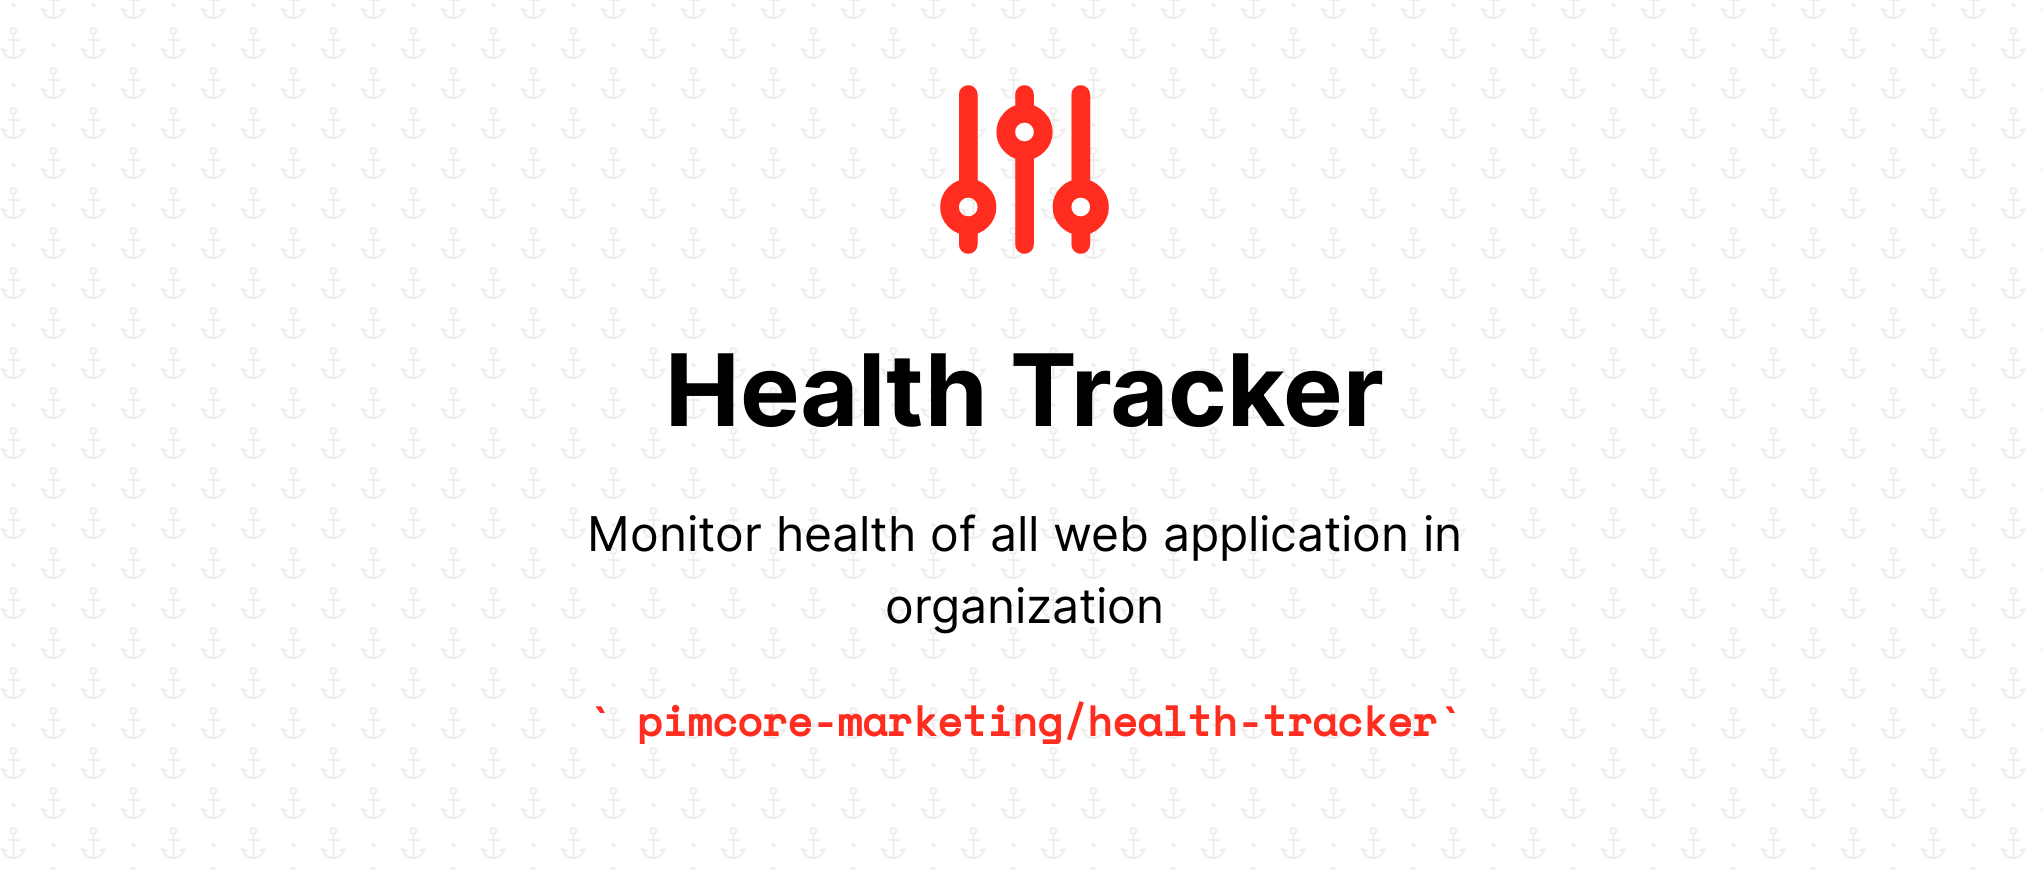 Health Tracker
Monitor health of all web application in
organization
` pimcore-marketing/health-tracker`